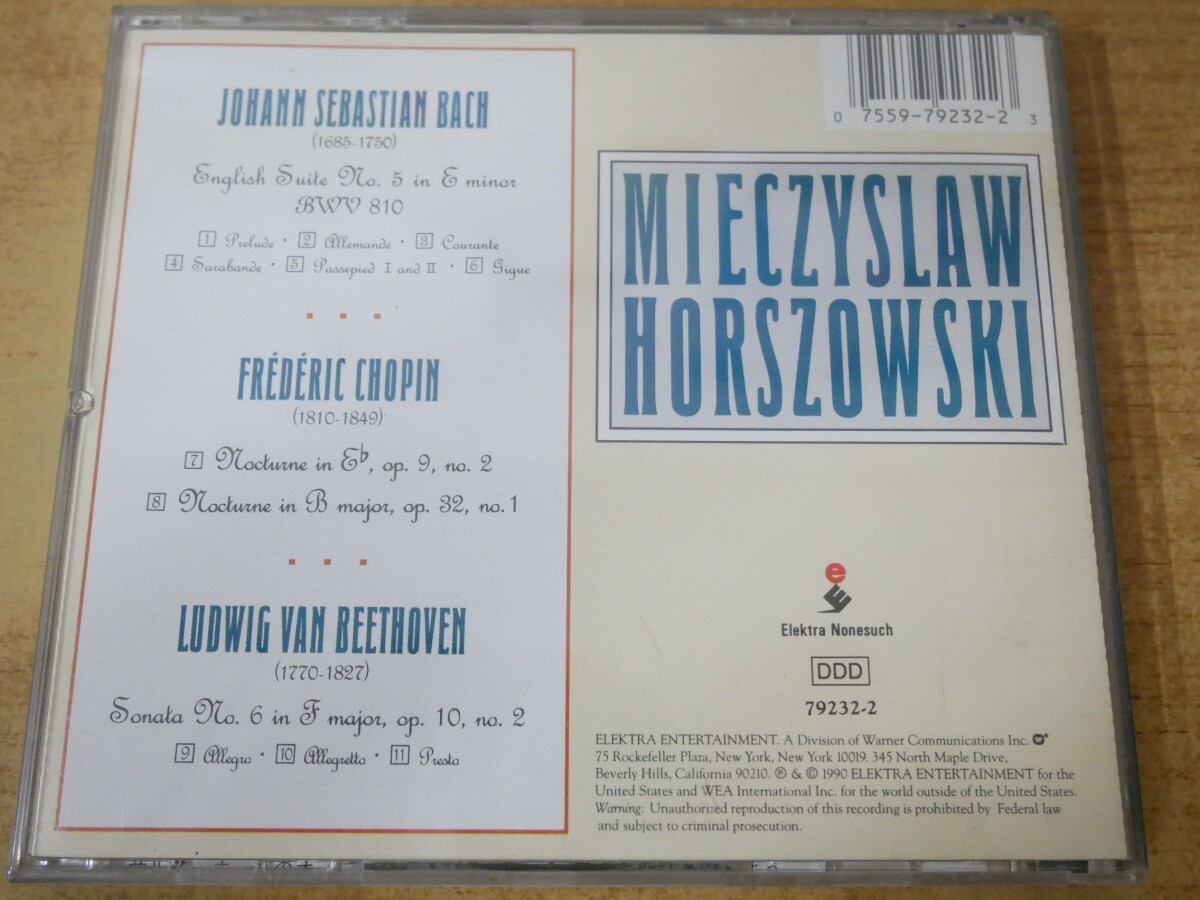 JOHANN SEBASTIAN BACH
(1685-1750)
English Suite No. 5 in E minor
BWV 810
1 Prelude · 2 Allemande · 3 Courante
4 Sarabande · 5 Passepied I and II · 6 Gigue
FRÉDÉRIC CHOPIN
(1810-1849)
7 Nocturne in E♭, op. 9, no. 2
8 Nocturne in B major, op. 32, no. 1
LUDWIG VAN BEETHOVEN
(1770-1827)
Sonata No. 6 in F major, op. 10, no. 2
9 Allegro · 10 Allegretto · 11 Presto
0 7559-79232-2 3
MIECZYSLAW
HORSZOWSKI
e
Elektra Nonesuch
DDD
79232-2
ELEKTRA ENTERTAINMENT. A Division of Warner Communications Inc.
75 Rockefeller Plaza, New York, New York 10019. 345 North Maple Drive,
Beverly Hills, California 90210. ℗ & © 1990 ELEKTRA ENTERTAINMENT for the
United States and WEA International Inc. for the world outside of the United States.
Warning: Unauthorized reproduction of this recording is prohibited by Federal law
and subject to criminal prosecution.